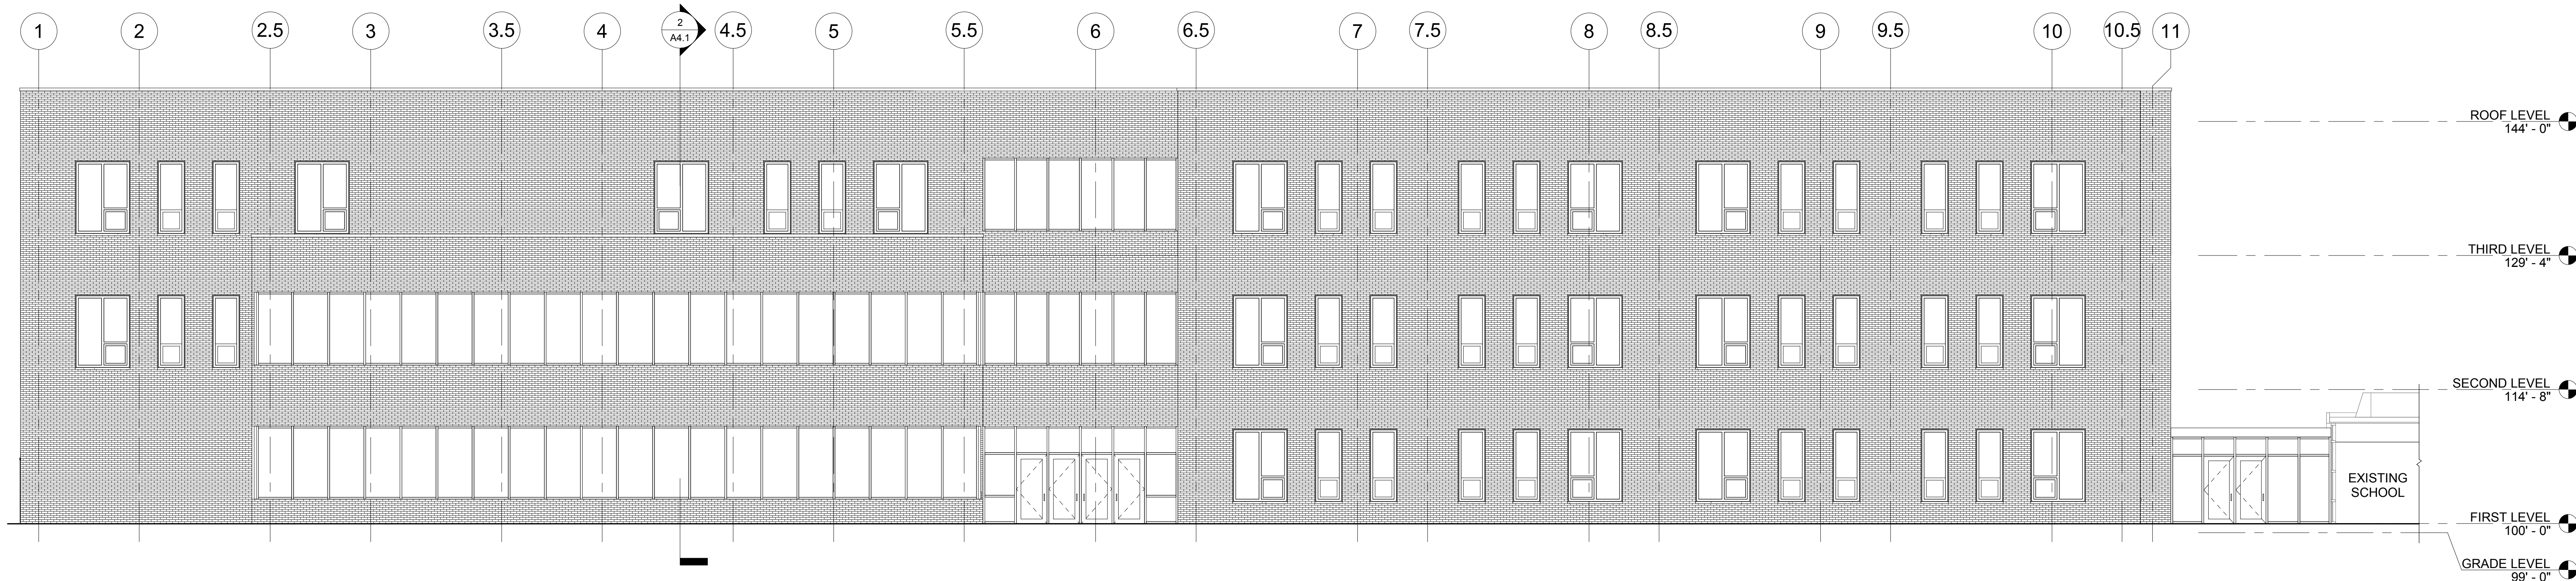 1
2
2.5
3
3.5
4
2
A4.1
4.5
5
5.5
6
6.5
7
7.5
8
8.5
9
9.5
10
10.5
11
ROOF LEVEL
144' - 0"
THIRD LEVEL
129' - 4"
SECOND LEVEL
114' - 8"
EXISTING
SCHOOL
FIRST LEVEL
100' - 0"
GRADE LEVEL
99' - 0"